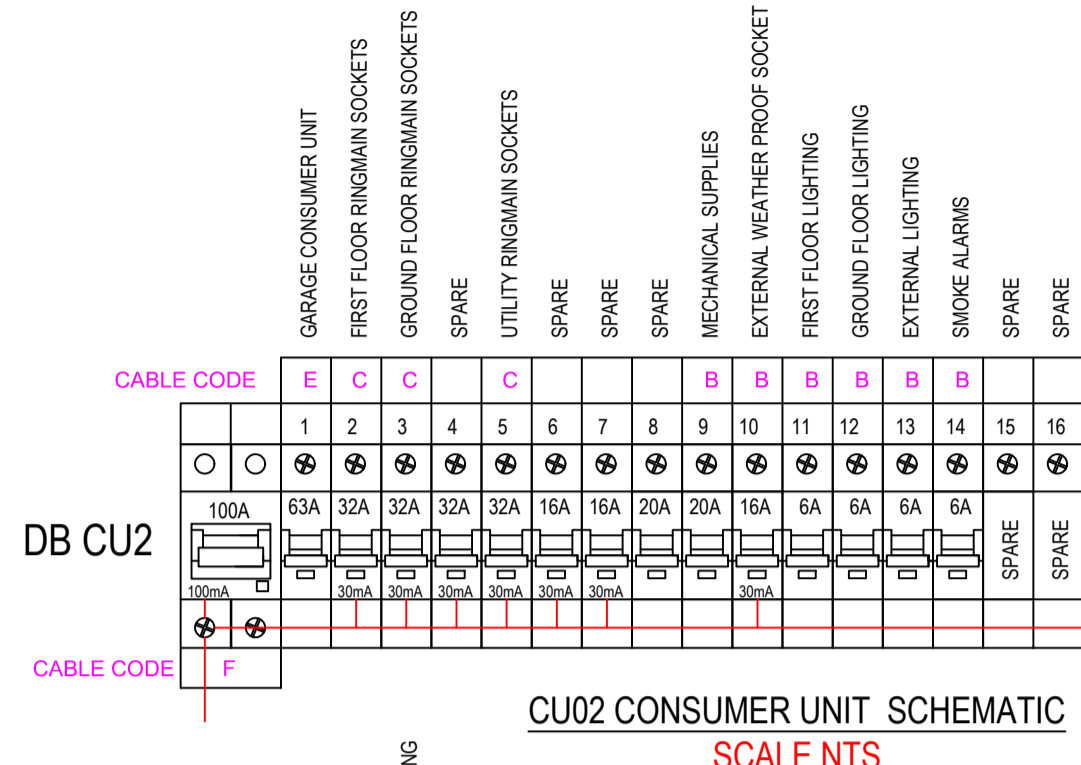 GARAGE CONSUMER UNIT
FIRST FLOOR RINGMAIN SOCKETS
GROUND FLOOR RINGMAIN SOCKETS
SPARE
UTILITY RINGMAIN SOCKETS
SPARE
SPARE
SPARE
MECHANICAL SUPPLIES
EXTERNAL WEATHER PROOF SOCKET
FIRST FLOOR LIGHTING
GROUND FLOOR LIGHTING
EXTERNAL LIGHTING
SMOKE ALARMS
SPARE
SPARE
CABLE CODE E C C C B B B B B B
1 2 3 4 5 6 7 8 9 10 11 12 13 14 15 16
100A 63A 32A 32A 32A 32A 16A 16A 20A 20A 16A 6A 6A 6A 6A SPARE SPARE
DB CU2
100mA 30mA 30mA 30mA 30mA 30mA 30mA 30mA
CABLE CODE F
CU02 CONSUMER UNIT SCHEMATIC
SCALE NTS
NG